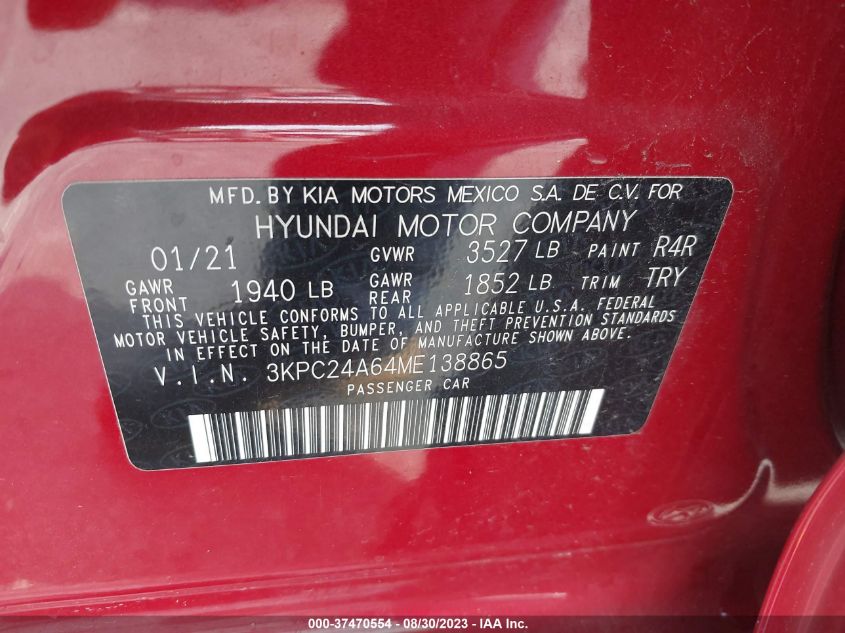 MFD. BY KIA MOTORS MEXICO S.A. DE C.V. FOR
HYUNDAI MOTOR COMPANY
01/21 GVWR 3527 LB PAINT R4R
GAWR FRONT 1940 LB GAWR REAR 1852 LB TRIM TRY
THIS VEHICLE CONFORMS TO ALL APPLICABLE U.S.A. FEDERAL
MOTOR VEHICLE SAFETY, BUMPER, AND THEFT PREVENTION STANDARDS
IN EFFECT ON THE DATE OF MANUFACTURE SHOWN ABOVE.
V.I.N. 3KPC24A64ME138865
PASSENGER CAR
000-37470554 - 08/30/2023 - IAA Inc.